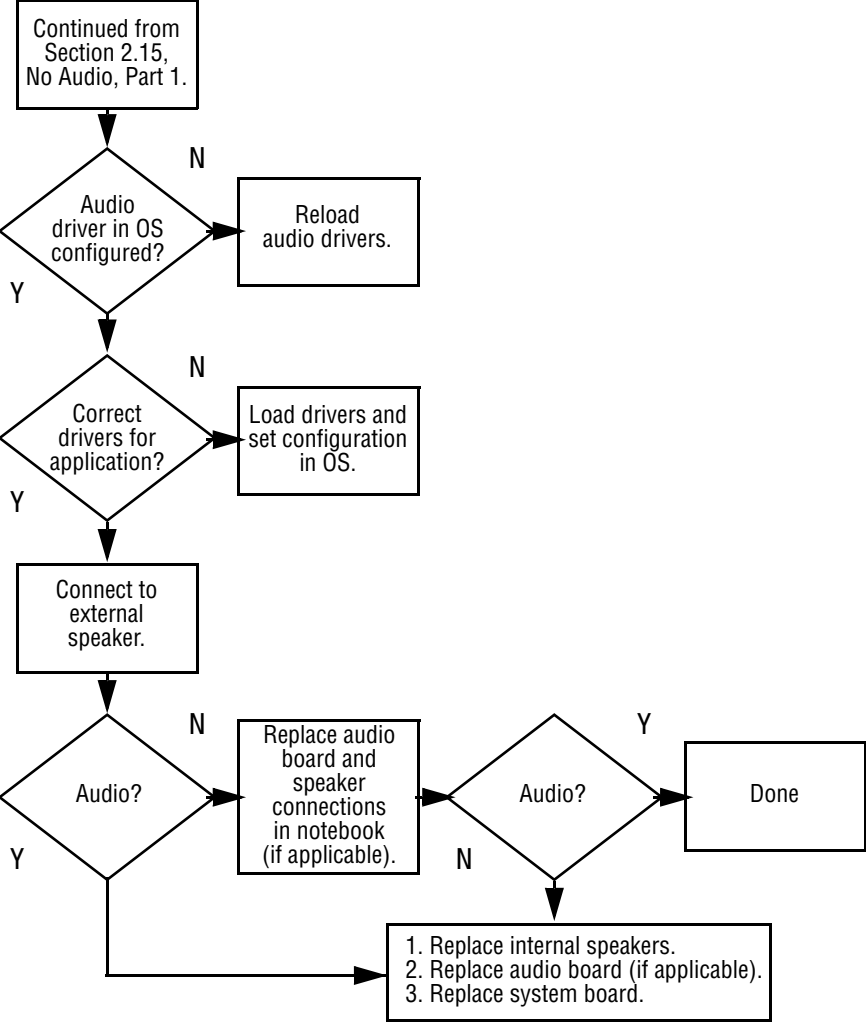 Continued from
Section 2.15,
No Audio, Part 1.
N
Audio
driver in OS
configured?
Reload
audio drivers.
Y
N
Correct
drivers for
application?
Load drivers and
set configuration
in OS.
Y
Connect to
external
speaker.
N
Audio?
Replace audio
board and
speaker
connections
in notebook
(if applicable).
Audio?
Y
Done
Y
N
1. Replace internal speakers.
2. Replace audio board (if applicable).
3. Replace system board.